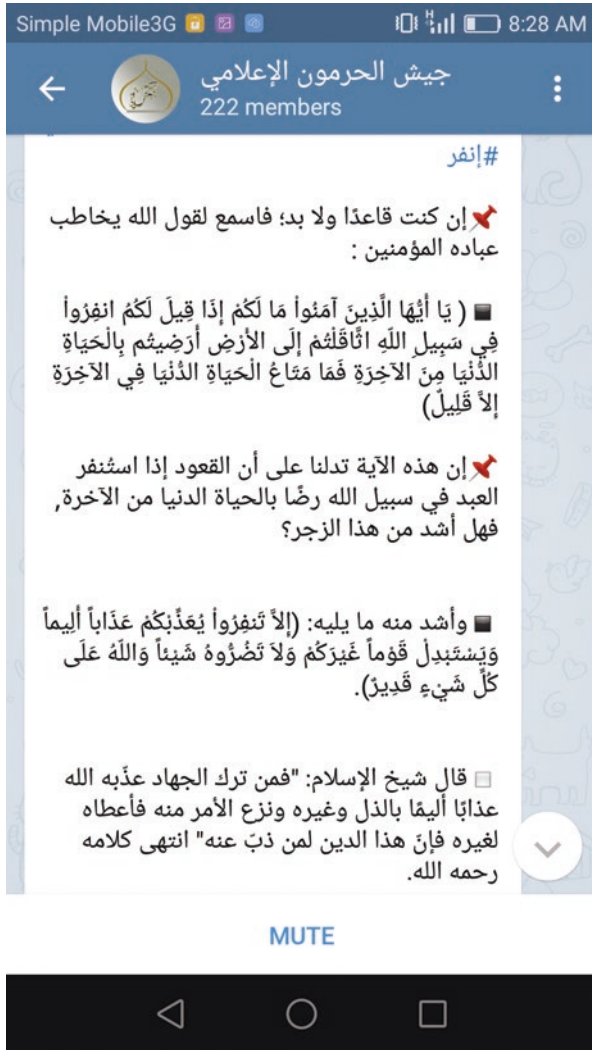 Simple Mobile3G 8:28 AM
جيش الحرمون الإعلامي
222 members
#إنفر
📌إن كنت قاعدًا ولا بد؛ فاسمع لقول الله يخاطب
عباده المؤمنين :
◾ ( يَا أَيُّهَا الَّذِينَ آمَنُواْ مَا لَكُمْ إِذَا قِيلَ لَكُمُ انفِرُواْ
فِي سَبِيلِ اللّهِ اثَّاقَلْتُمْ إِلَى الأَرْضِ أَرَضِيتُم بِالْحَيَاةِ
الدُّنْيَا مِنَ الآخِرَةِ فَمَا مَتَاعُ الْحَيَاةِ الدُّنْيَا فِي الآخِرَةِ
إِلاَّ قَلِيلٌ)
📌إن هذه الآية تدلنا على أن القعود إذا استُنفر
العبد في سبيل الله رضًا بالحياة الدنيا من الآخرة,
فهل أشد من هذا الزجر؟
◾ وأشد منه ما يليه: (إِلاَّ تَنفِرُواْ يُعَذِّبْكُمْ عَذَاباً أَلِيماً
وَيَسْتَبْدِلْ قَوْماً غَيْرَكُمْ وَلاَ تَضُرُّوهُ شَيْئاً وَاللّهُ عَلَى
كُلِّ شَيْءٍ قَدِيرٌ).
◽ قال شيخ الإسلام: "فمن ترك الجهاد عذّبه الله
عذابًا أليمًا بالذل وغيره ونزع الأمر منه فأعطاه
لغيره فإنَ هذا الدين لمن ذبّ عنه" انتهى كلامه
رحمه الله.
MUTE